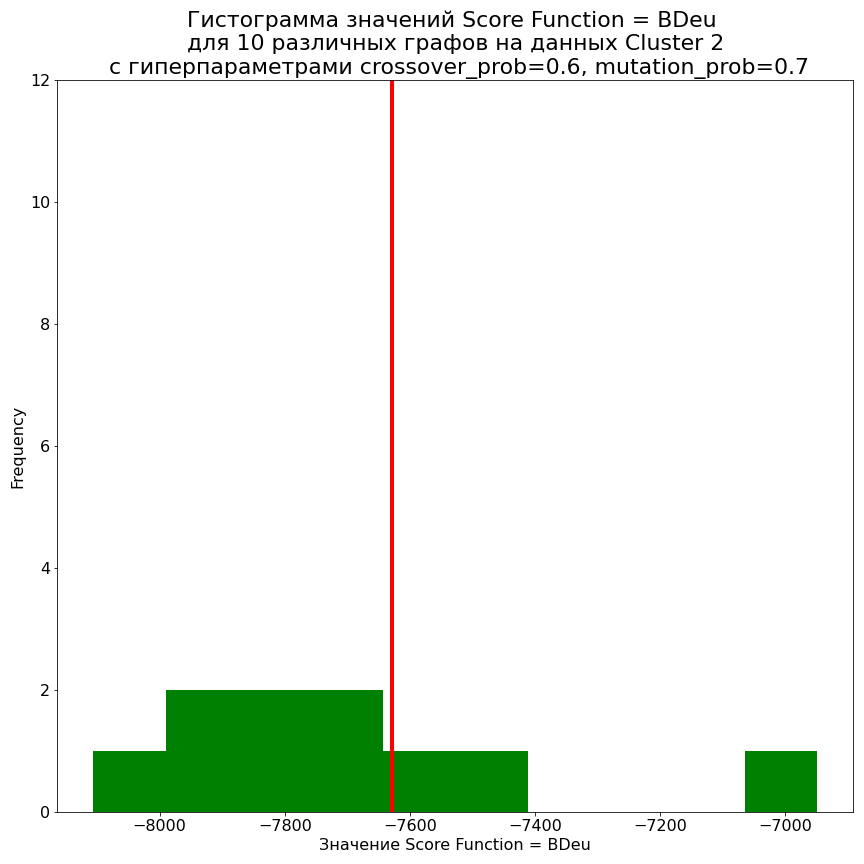 Гистограмма значений Score Function = BDeu
для 10 различных графов на данных Cluster 2
с гиперпараметрами crossover_prob=0.6, mutation_prob=0.7
12
10
8
6
4
2
0
Frequency
−8000 −7800 −7600 −7400 −7200 −7000
Значение Score Function = BDeu